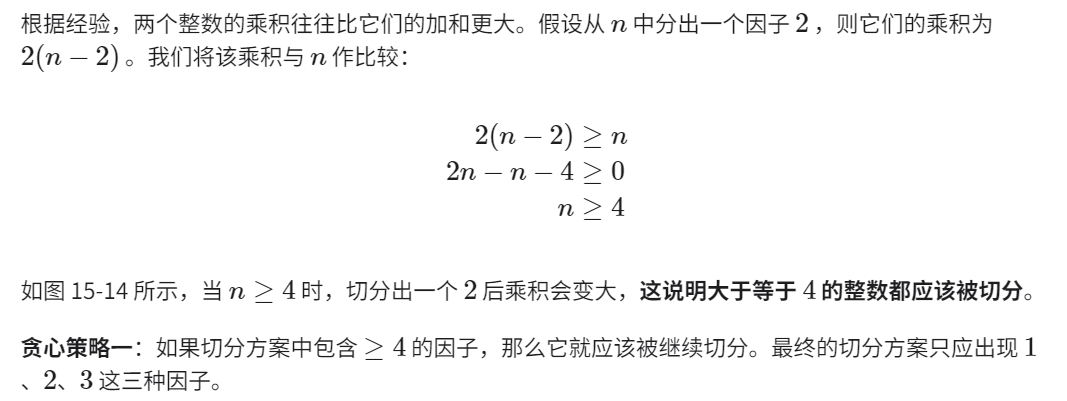 根据经验，两个整数的乘积往往比它们的加和更大。假设从 n 中分出一个因子 2 ，则它们的乘积为
2(n − 2) 。我们将该乘积与 n 作比较：
2(n − 2) ≥ n
2n − n − 4 ≥ 0
n ≥ 4
如图 15-14 所示，当 n ≥ 4 时，切分出一个 2 后乘积会变大，这说明大于等于 4 的整数都应该被切分。
贪心策略一：如果切分方案中包含 ≥ 4 的因子，那么它就应该被继续切分。最终的切分方案只应出现 1
、2、3 这三种因子。